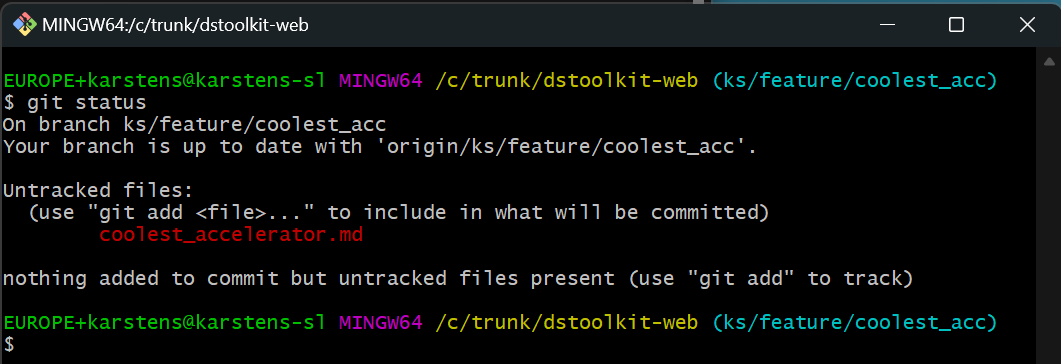 MINGW64:/c/trunk/dstoolkit-web
EUROPE+karstens@karstens-sl MINGW64 /c/trunk/dstoolkit-web (ks/feature/coolest_acc)
$ git status
On branch ks/feature/coolest_acc
Your branch is up to date with 'origin/ks/feature/coolest_acc'.
Untracked files:
(use "git add <file>..." to include in what will be committed)
coolest_accelerator.md
nothing added to commit but untracked files present (use "git add" to track)
EUROPE+karstens@karstens-sl MINGW64 /c/trunk/dstoolkit-web (ks/feature/coolest_acc)
$